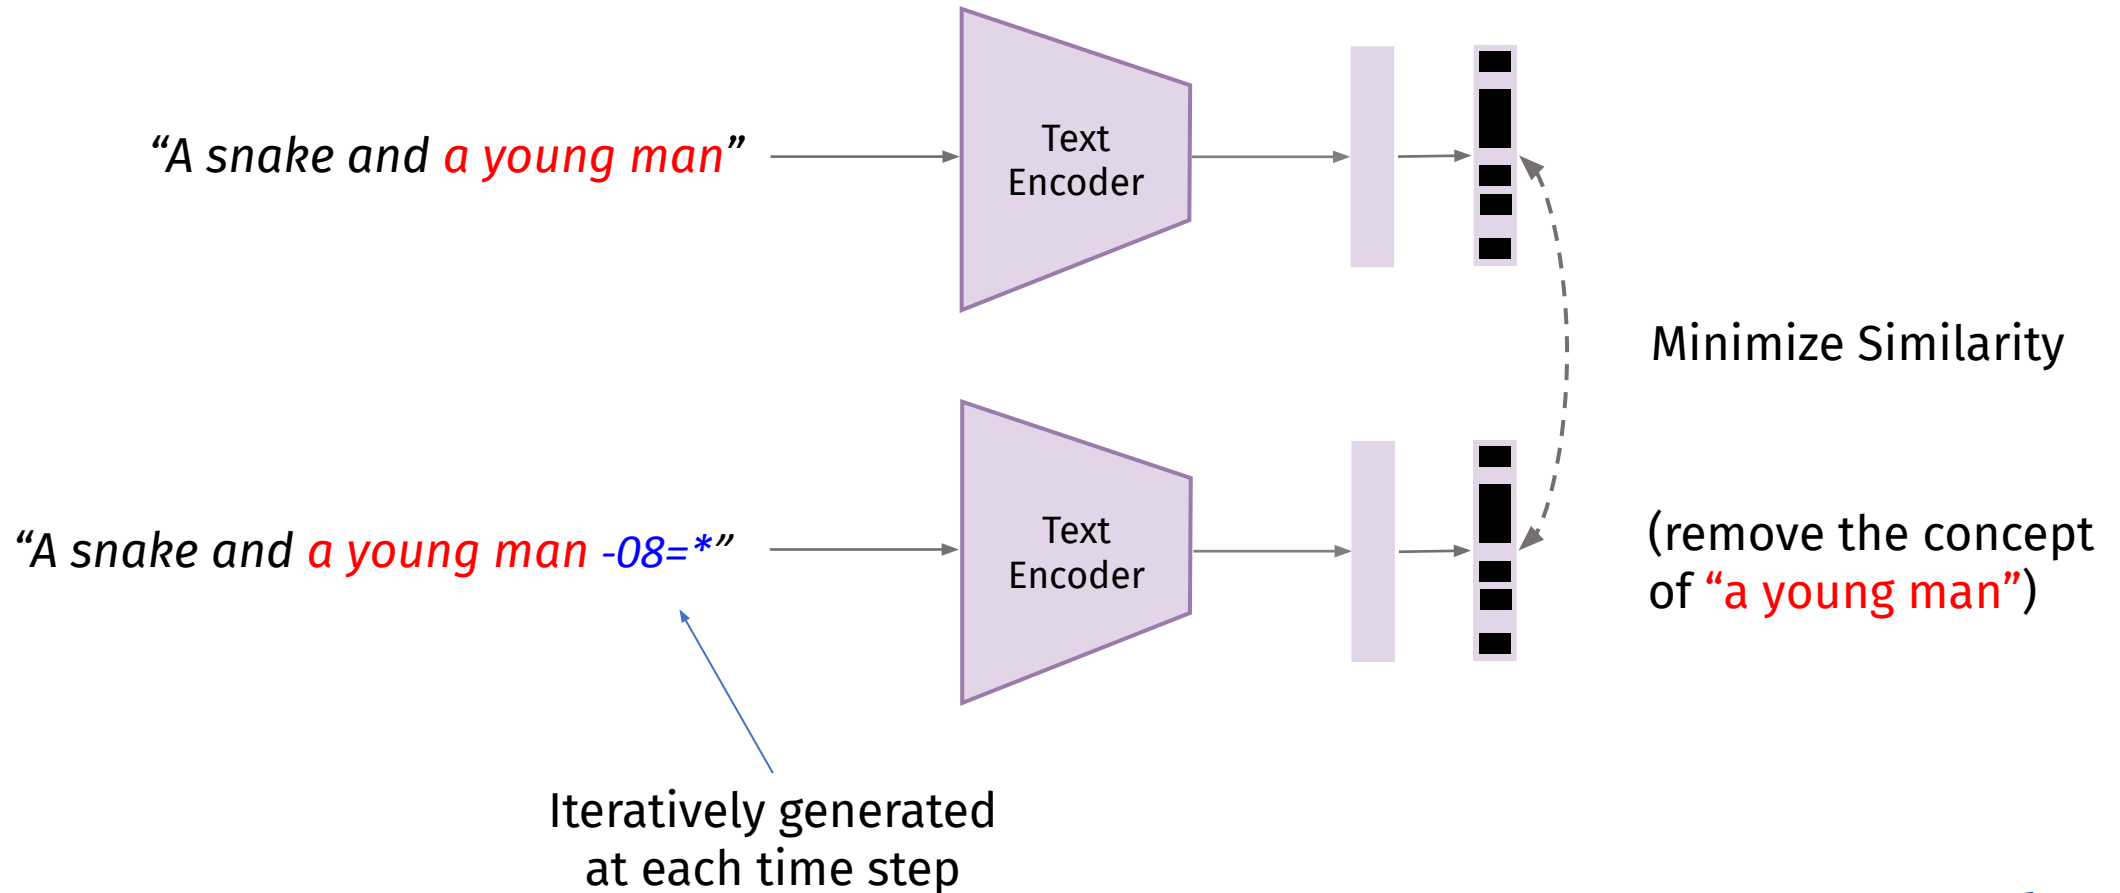 “A snake and a young man”
Text
Encoder
Minimize Similarity
“A snake and a young man -08=*”
Text
Encoder
(remove the concept
of “a young man”)
Iteratively generated
at each time step